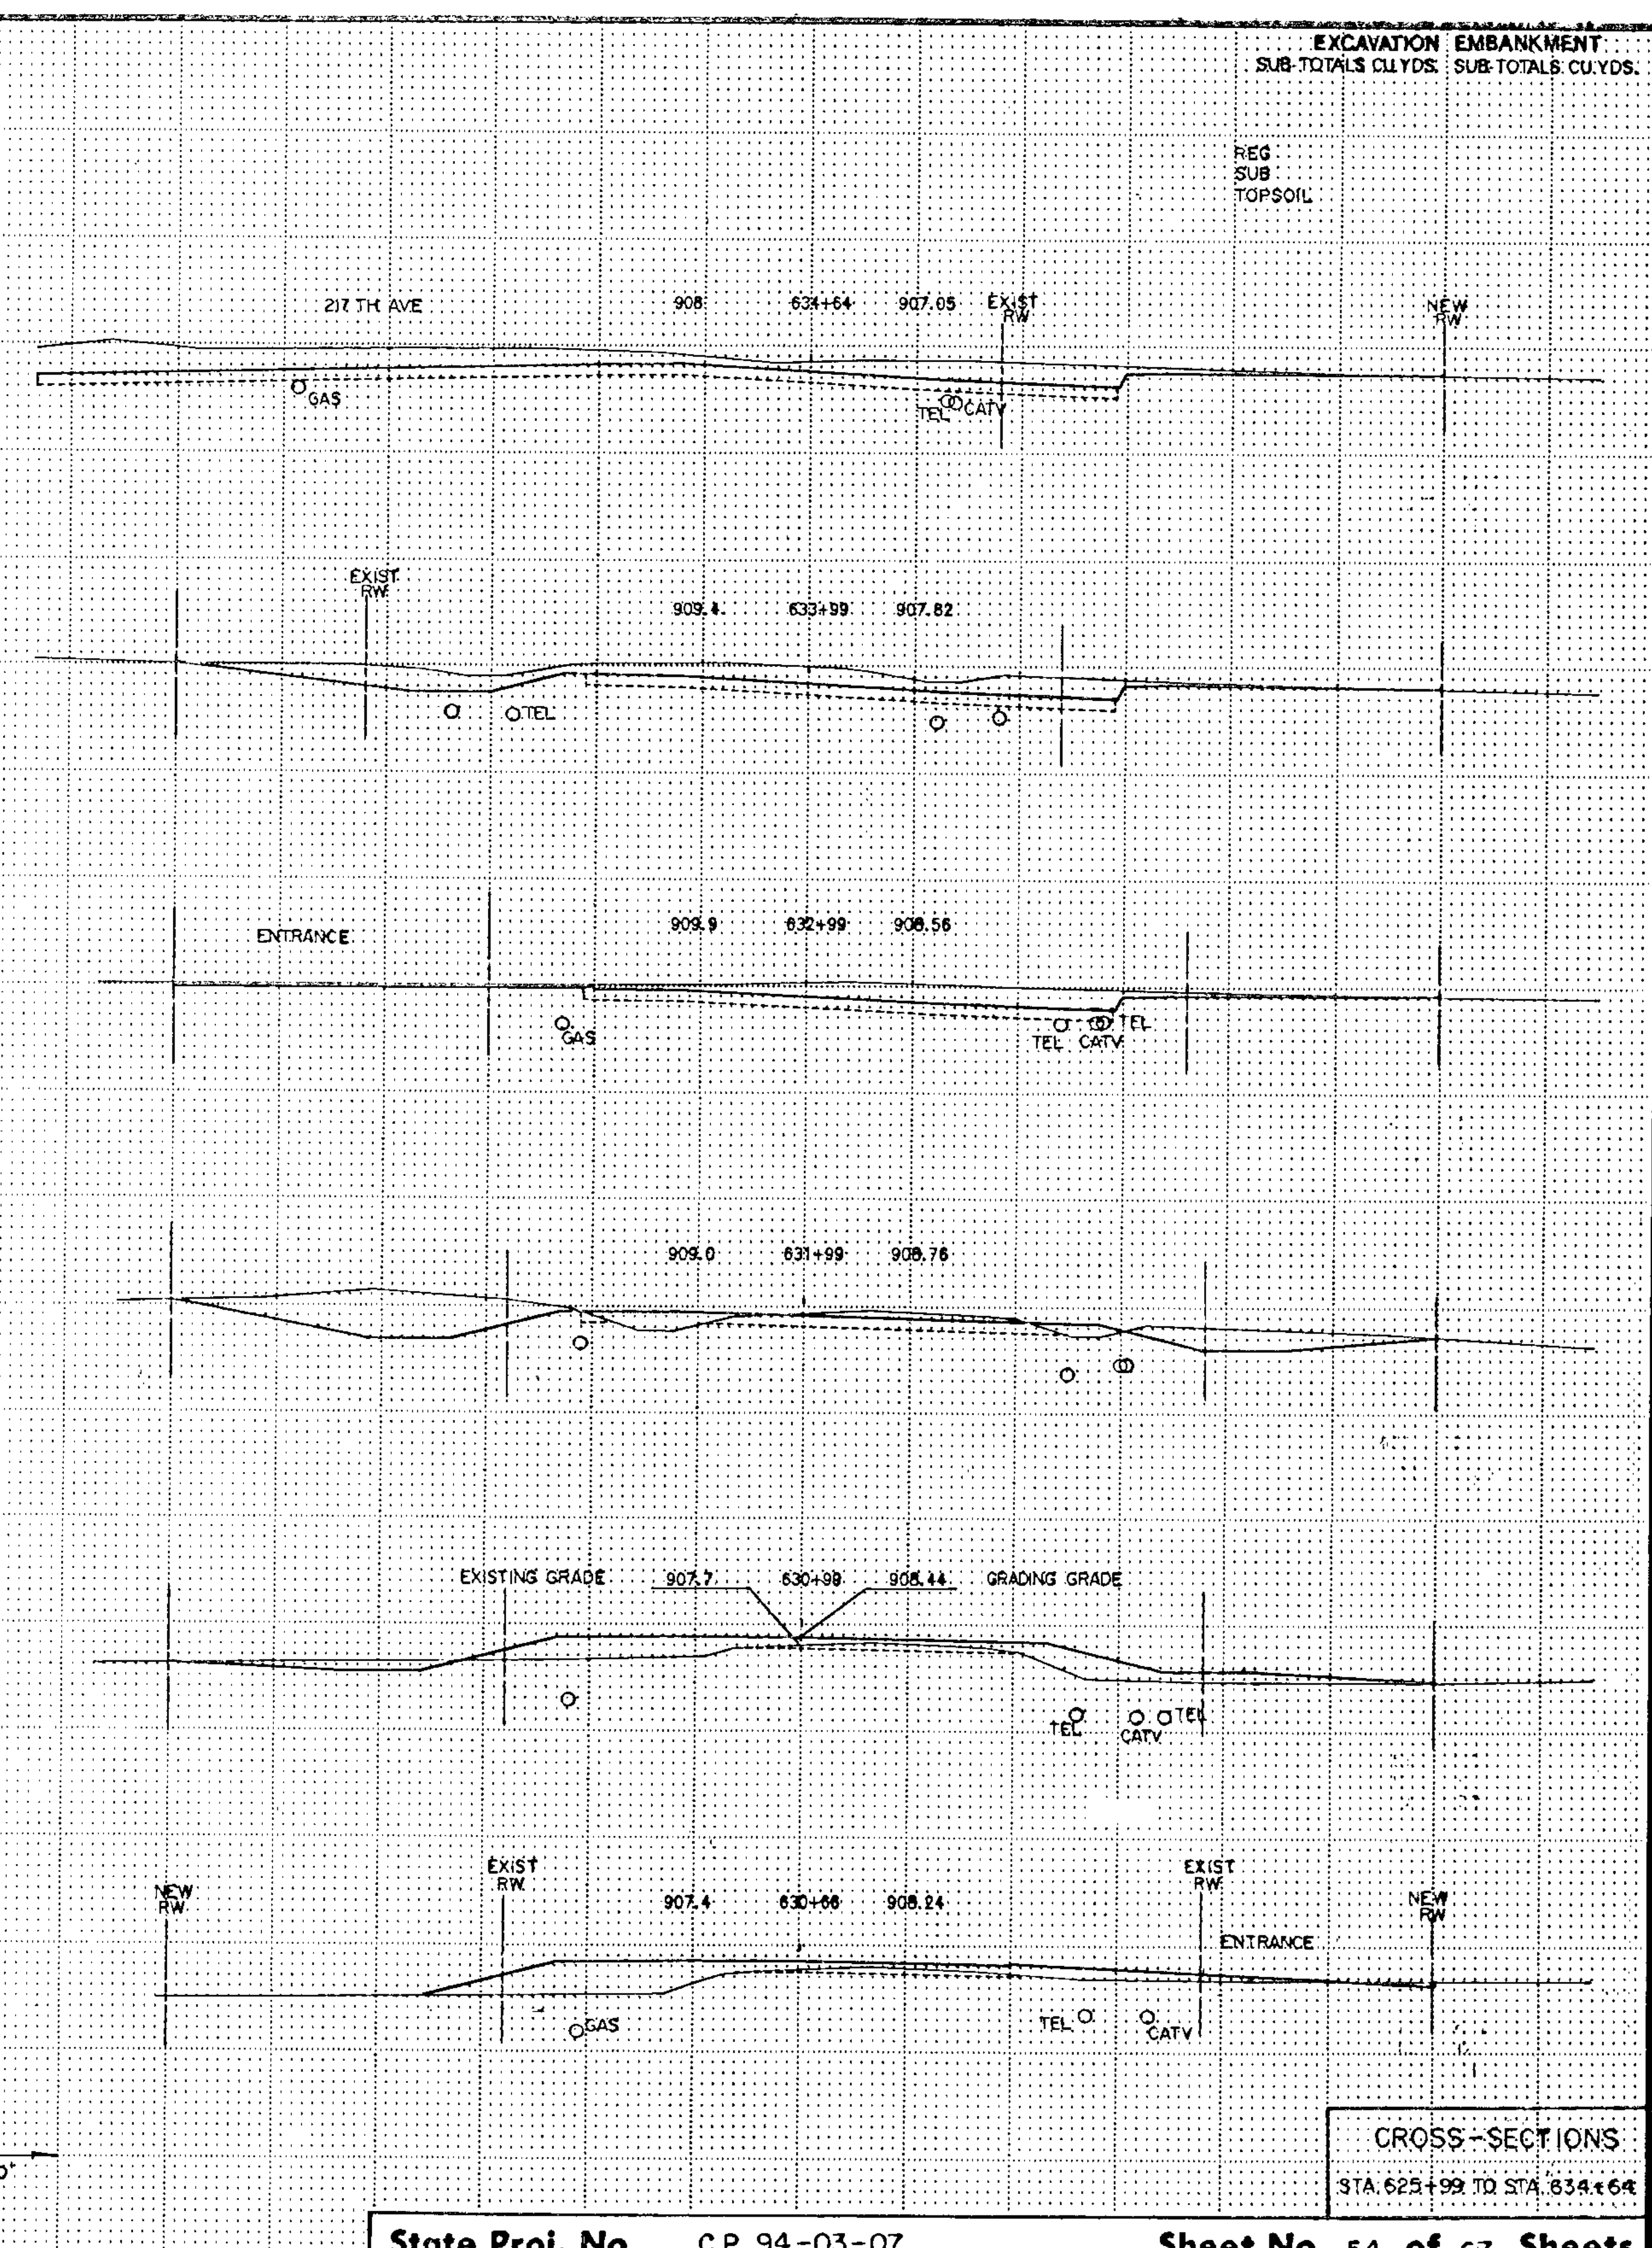 EXCAVATION EMBANKMENT
SUB-TOTALS CU.YDS. SUB-TOTALS CU.YDS.
REG
SUB
TOPSOIL
217 TH AVE 908 634+64 907.05 EXIST
RW
NEW
RW
GAS
TEL CATV
EXIST
RW
909.4 633+99 907.82
TEL
ENTRANCE 909.9 632+99 908.56
GAS
TEL CATV TEL
909.0 631+99 908.76
EXISTING GRADE 907.7 630+99 908.44 GRADING GRADE
TEL CATV TEL
NEW
RW
EXIST
RW
907.4 630+66 908.24
EXIST
RW
NEW
RW
ENTRANCE
GAS
TEL
CATV
CROSS-SECTIONS
STA. 625+99 TO STA. 634+64
State Proj. No. C.P. 94-03-07 Sheet No. 54 of 67 Sheets